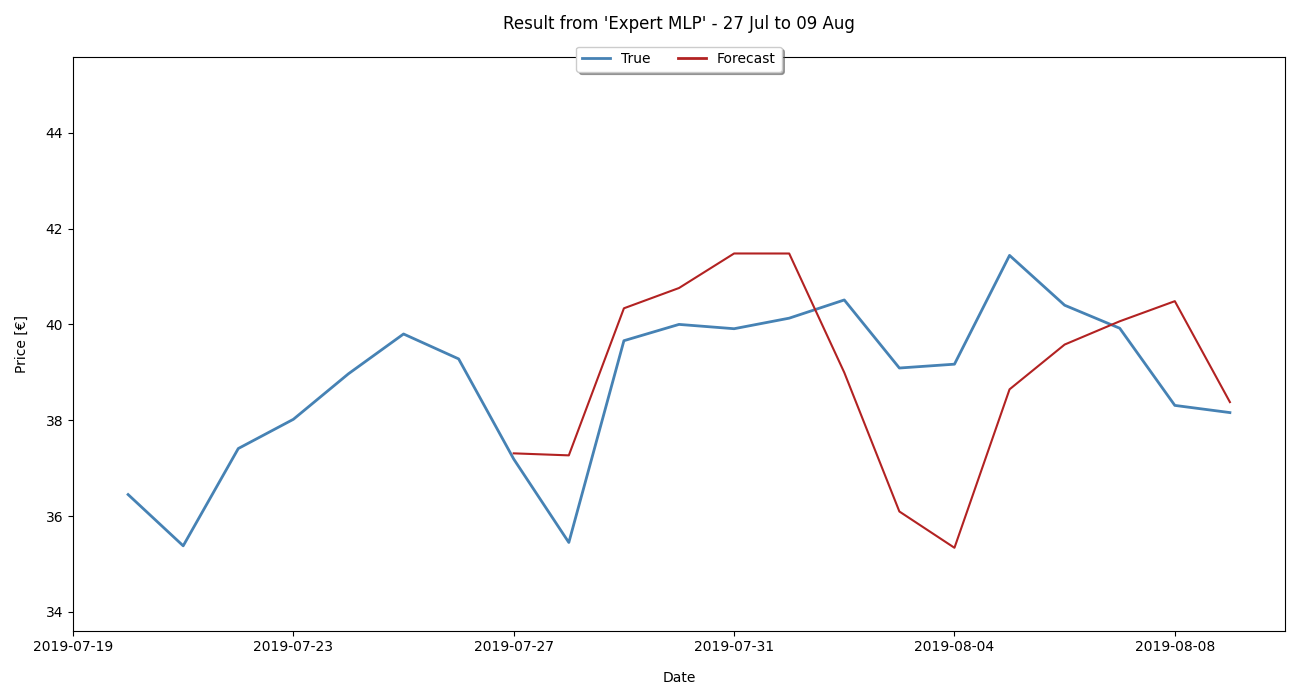 Result from 'Expert MLP' - 27 Jul to 09 Aug
True Forecast
44
42
40
38
36
34
Price [€]
2019-07-19 2019-07-23 2019-07-27 2019-07-31 2019-08-04 2019-08-08
Date